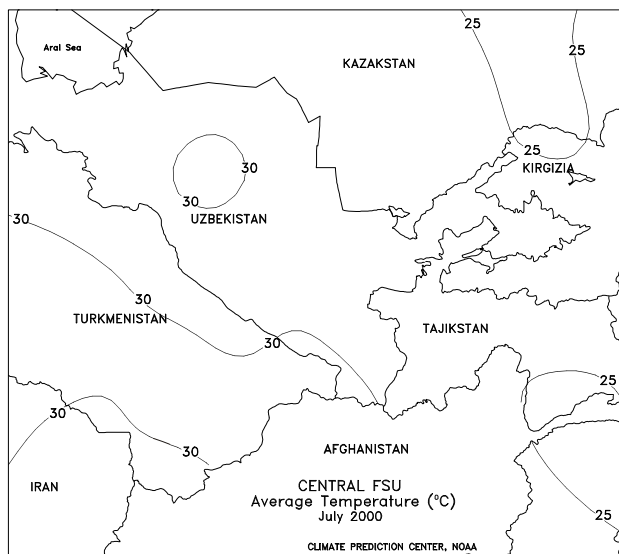 25
25
Aral Sea
KAZAKSTAN
25
30
KIRGIZIA
30
UZBEKISTAN
30
30
TURKMENISTAN
TAJIKSTAN
30
25
30
30
AFGHANISTAN
IRAN
CENTRAL FSU
Average Temperature (°C)
July 2000
25
CLIMATE PREDICTION CENTER, NOAA